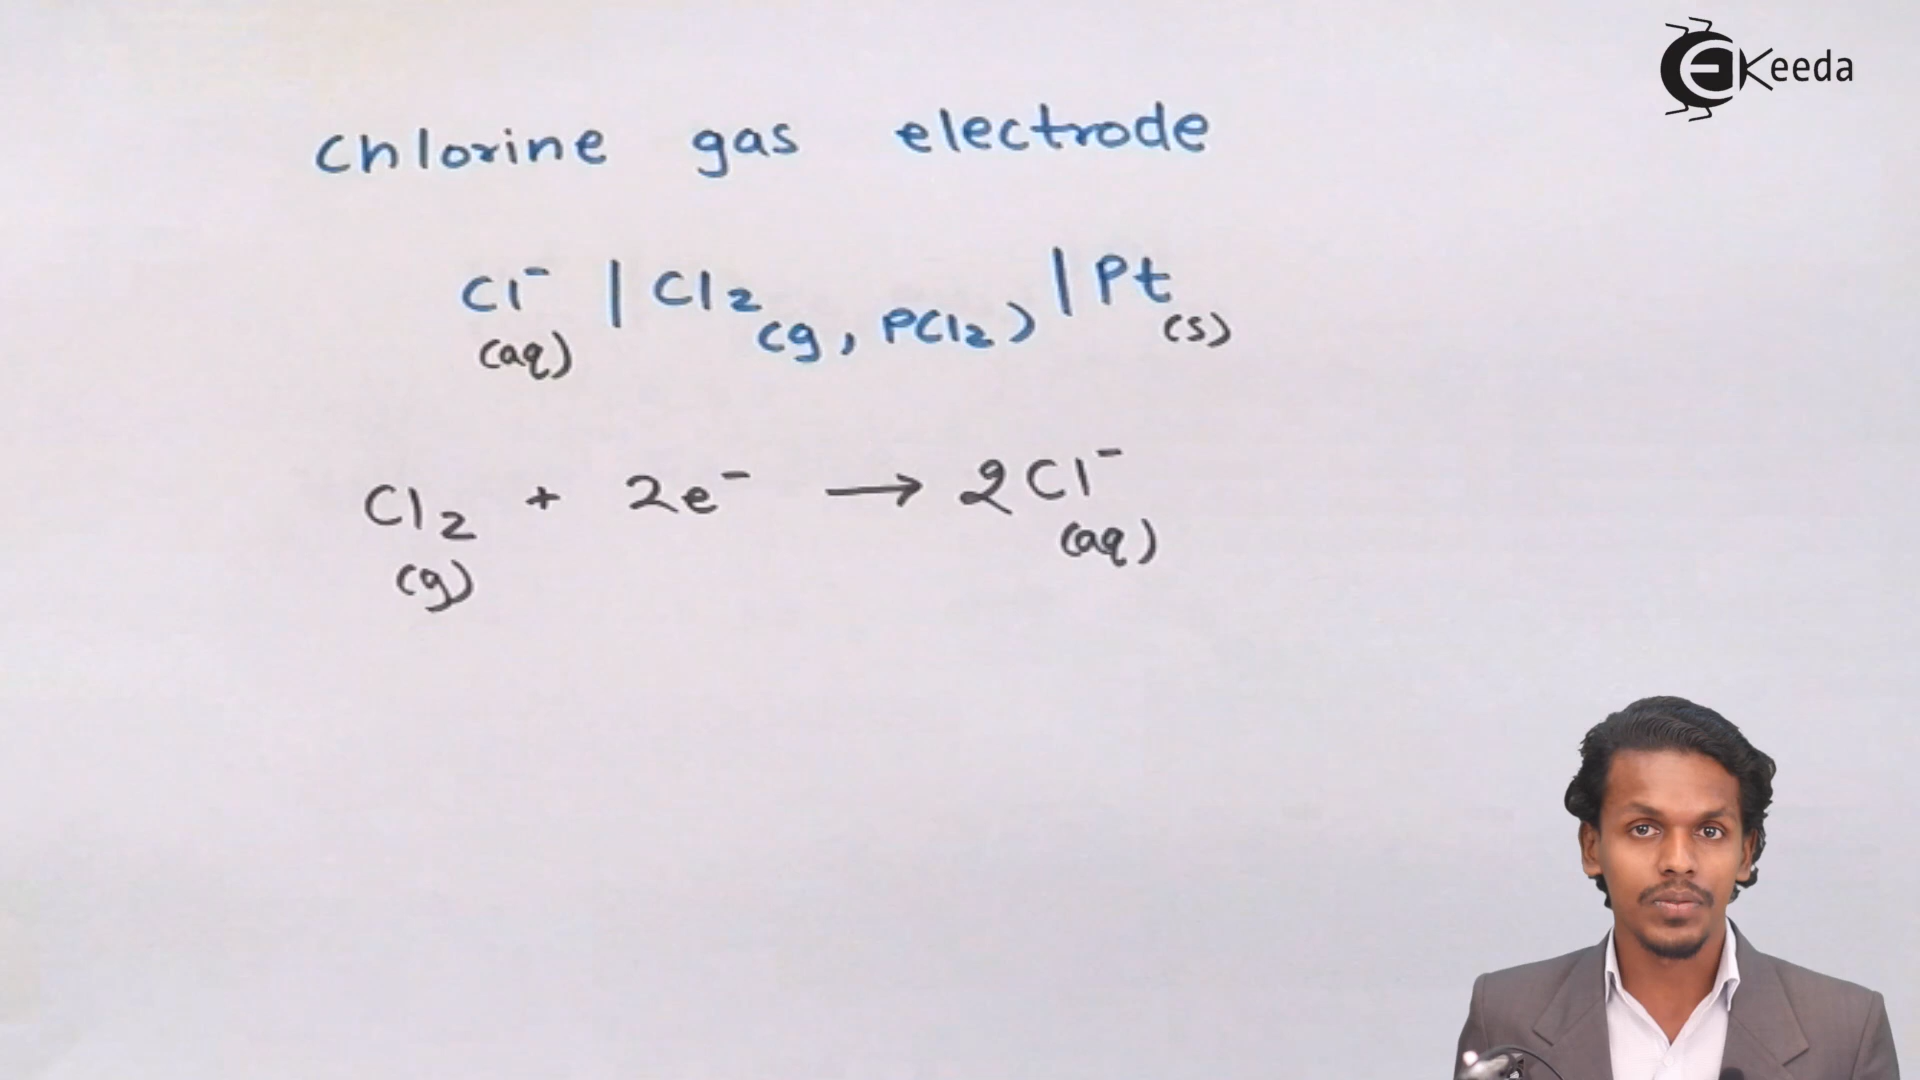 Keeda
Chlorine gas electrode
Cl⁻(aq) | Cl₂(g, PCl₂) | Pt(s)
Cl₂(g) + 2e⁻ → 2Cl⁻(aq)